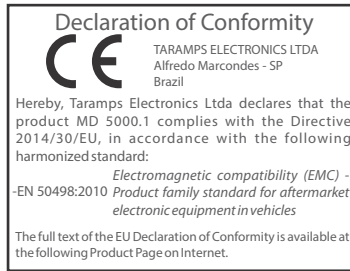 Declaration of Conformity
CE
TARAMPS ELECTRONICS LTDA
Alfredo Marcondes - SP
Brazil
Hereby, Taramps Electronics Ltda declares that the
product MD 5000.1 complies with the Directive
2014/30/EU, in accordance with the following
harmonized standard:
Electromagnetic compatibility (EMC) -
-EN 50498:2010 Product family standard for aftermarket
electronic equipment in vehicles
The full text of the EU Declaration of Conformity is available at
the following Product Page on Internet.